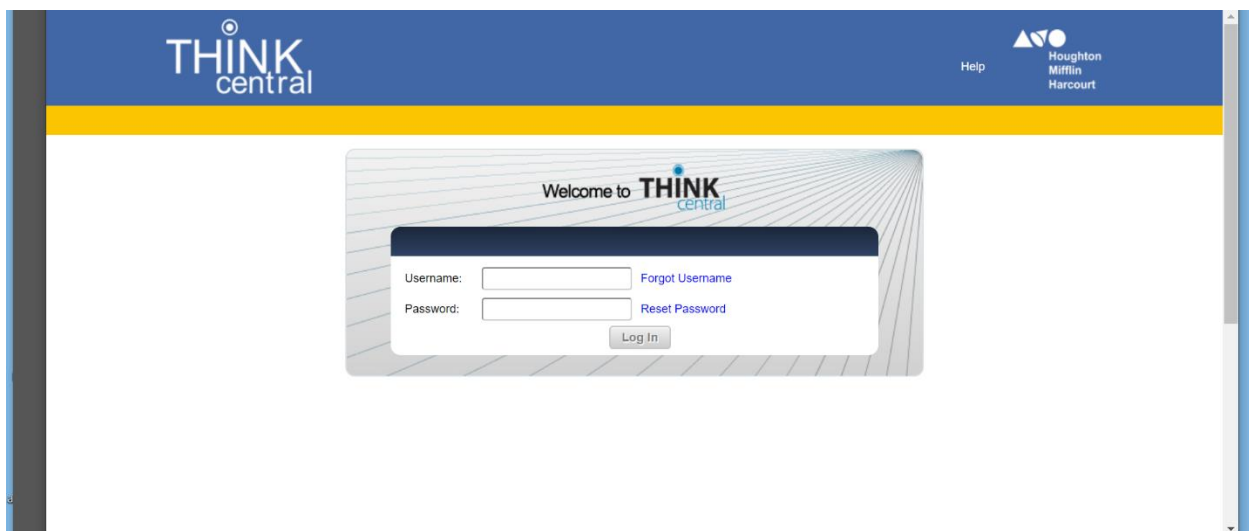 THINK
central
Help
Houghton
Mifflin
Harcourt
Welcome to THINK
central
Username:
Forgot Username
Password:
Reset Password
Log In